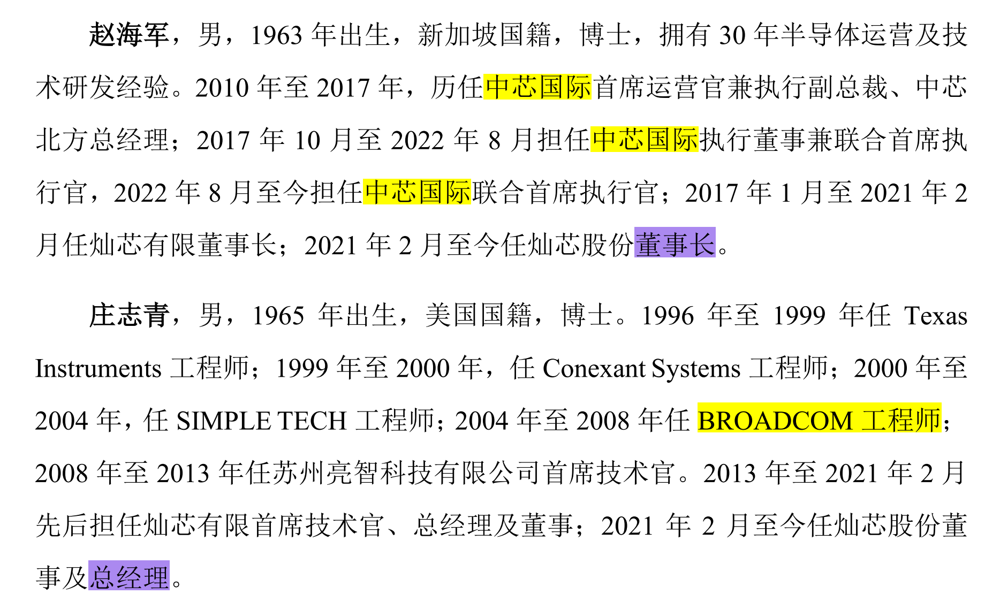 赵海军，男，1963 年出生，新加坡国籍，博士，拥有 30 年半导体运营及技
术研发经验。2010 年至 2017 年，历任中芯国际首席运营官兼执行副总裁、中芯
北方总经理；2017 年 10 月至 2022 年 8 月担任中芯国际执行董事兼联合首席执
行官，2022 年 8 月至今担任中芯国际联合首席执行官；2017 年 1 月至 2021 年 2
月任灿芯有限董事长；2021 年 2 月至今任灿芯股份董事长。
庄志青，男，1965 年出生，美国国籍，博士。1996 年至 1999 年任 Texas
Instruments 工程师；1999 年至 2000 年，任 Conexant Systems 工程师；2000 年至
2004 年，任 SIMPLE TECH 工程师；2004 年至 2008 年任 BROADCOM 工程师；
2008 年至 2013 年任苏州亮智科技有限公司首席技术官。2013 年至 2021 年 2 月
先后担任灿芯有限首席技术官、总经理及董事；2021 年 2 月至今任灿芯股份董
事及总经理。